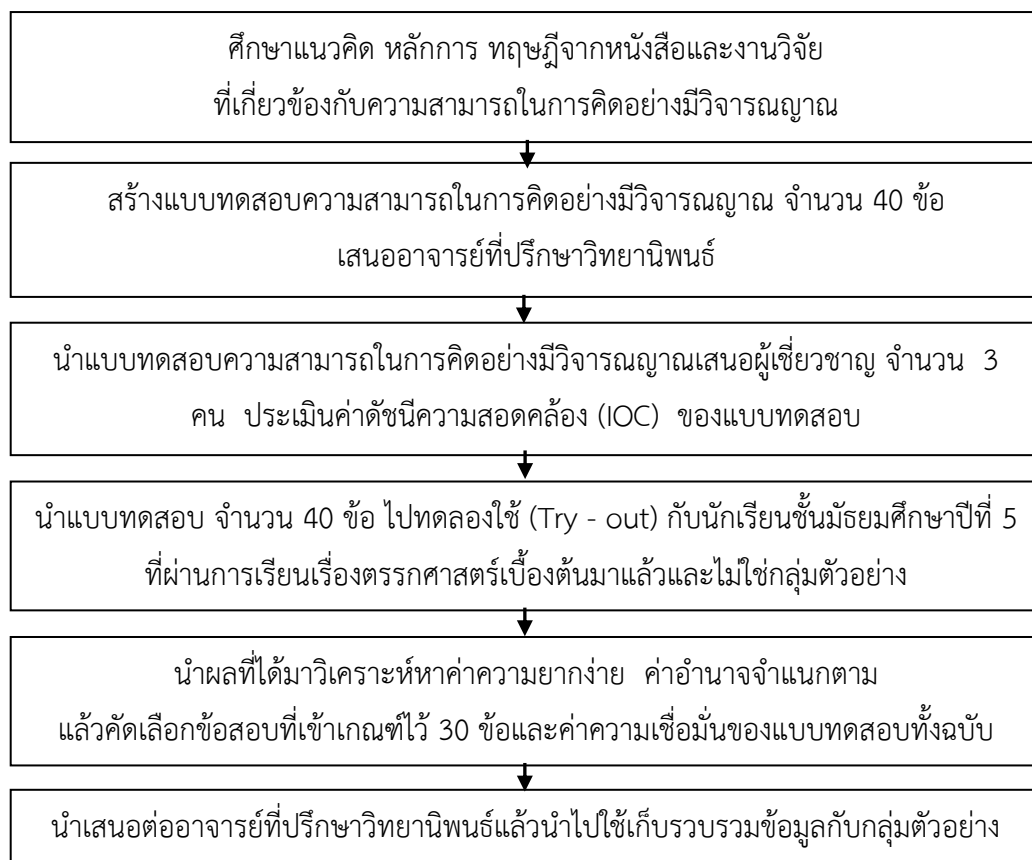 ศึกษาแนวคิด หลักการ ทฤษฎีจากหนังสือและงานวิจัย
ที่เกี่ยวข้องกับความสามารถในการคิดอย่างมีวิจารณญาณ
สร้างแบบทดสอบความสามารถในการคิดอย่างมีวิจารณญาณ จำนวน 40 ข้อ
เสนออาจารย์ที่ปรึกษาวิทยานิพนธ์
นำแบบทดสอบความสามารถในการคิดอย่างมีวิจารณญาณเสนอผู้เชี่ยวชาญ จำนวน 3
คน ประเมินค่าดัชนีความสอดคล้อง (IOC) ของแบบทดสอบ
นำแบบทดสอบ จำนวน 40 ข้อ ไปทดลองใช้ (Try - out) กับนักเรียนชั้นมัธยมศึกษาปีที่ 5
ที่ผ่านการเรียนเรื่องตรรกศาสตร์เบื้องต้นมาแล้วและไม่ใช่กลุ่มตัวอย่าง
นำผลที่ได้มาวิเคราะห์หาค่าความยากง่าย ค่าอำนาจจำแนกตาม
แล้วคัดเลือกข้อสอบที่เข้าเกณฑ์ไว้ 30 ข้อและค่าความเชื่อมั่นของแบบทดสอบทั้งฉบับ
นำเสนอต่ออาจารย์ที่ปรึกษาวิทยานิพนธ์แล้วนำไปใช้เก็บรวบรวมข้อมูลกับกลุ่มตัวอย่าง